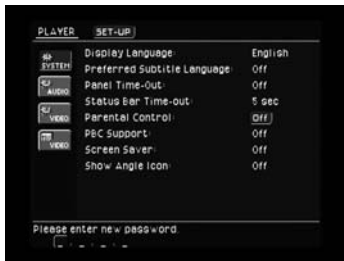 PLAYER SET-UP
SYSTEM
AUDIO
VIDEO
VIDEO
Display Language: English
Preferred Subtitle Language: Off
Panel Time-Out: Off
Status Bar Time-out: 5 sec
Parental Control: Off
PBC Support: Off
Screen Saver: Off
Show Angle Icon: Off
Please enter new password.
_ . _ . _ . _